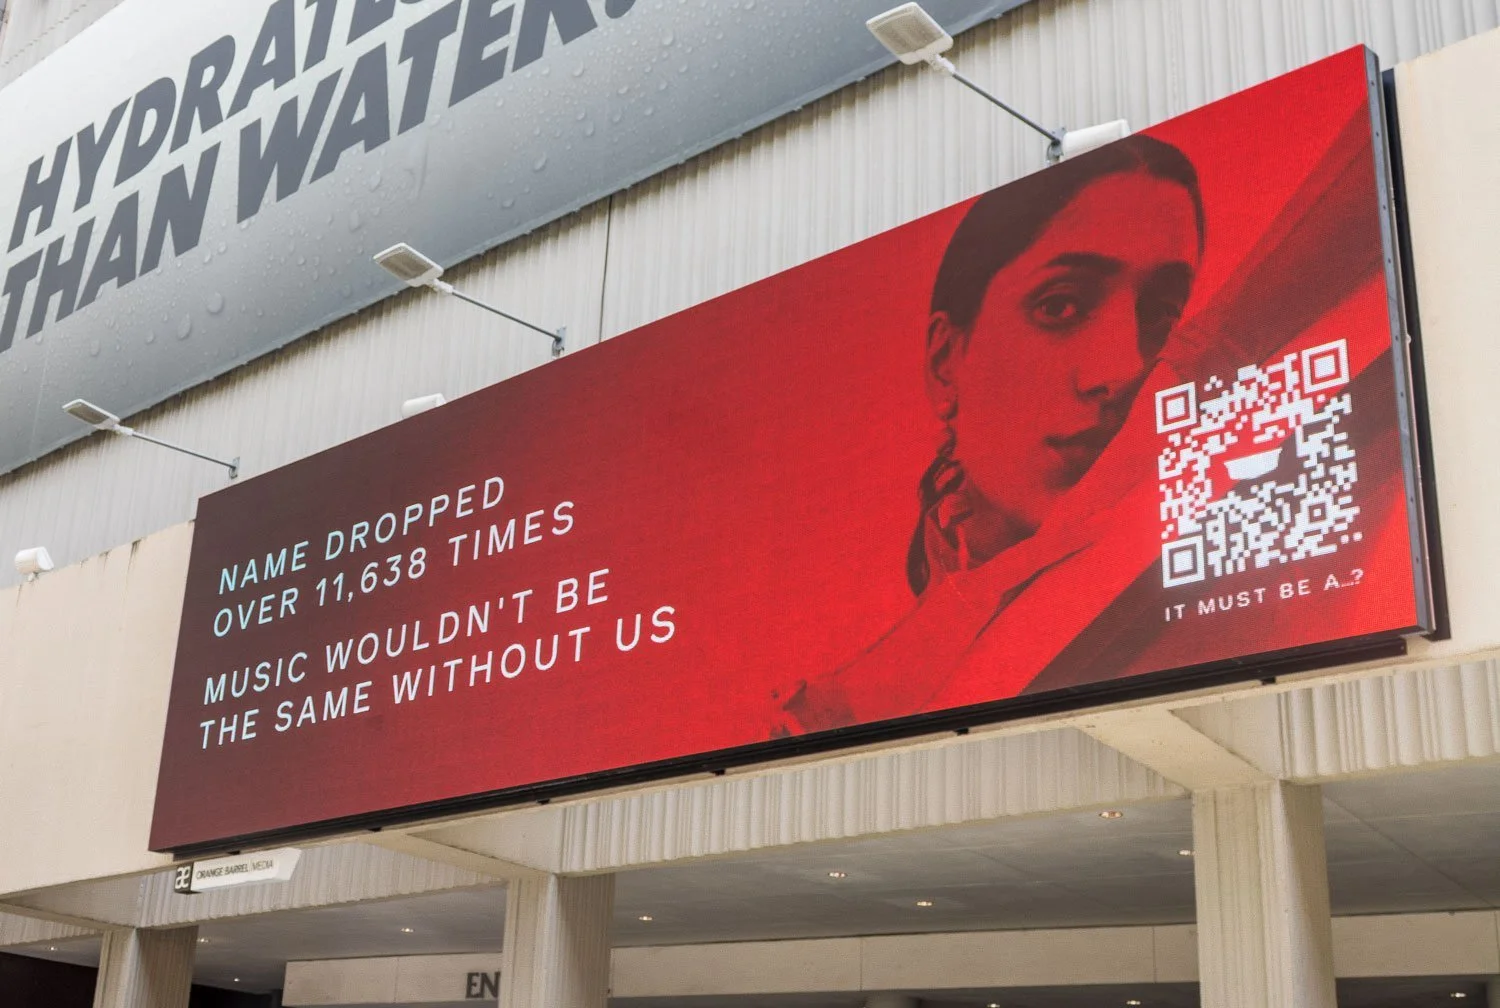 HYDRATES
THAN WATER.
NAME DROPPED
OVER 11,638 TIMES
MUSIC WOULDN'T BE
THE SAME WITHOUT US
IT MUST BE A...?
ORANGE BARREL MEDIA
EN